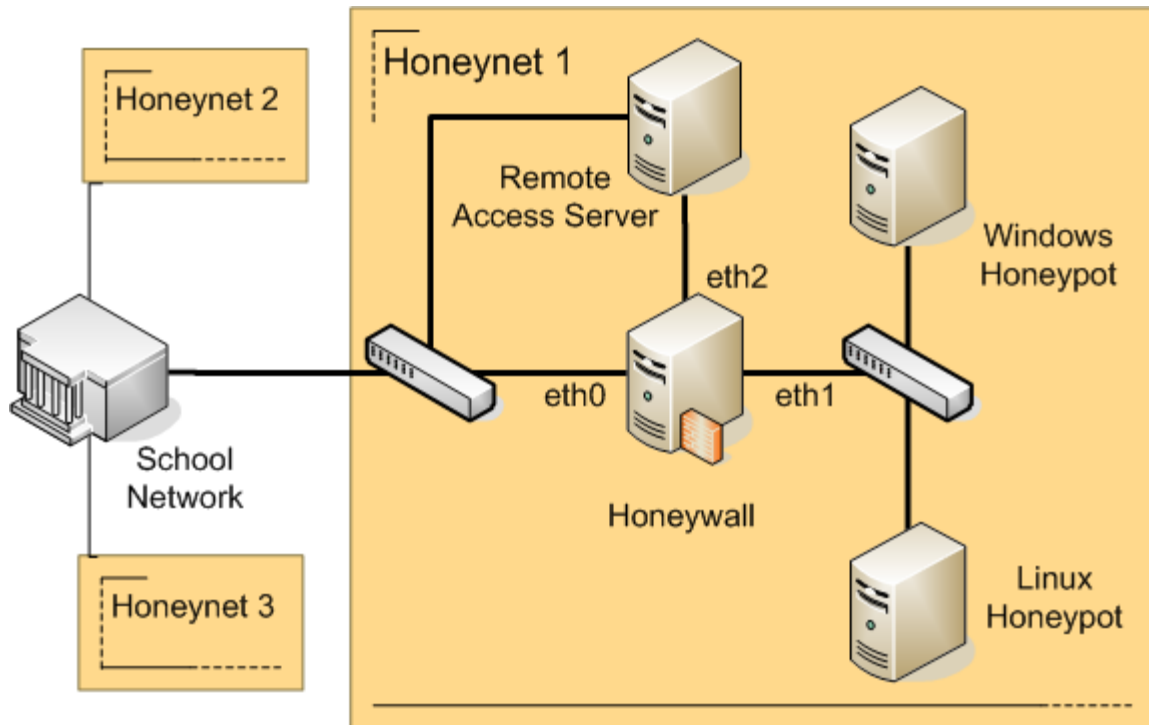 Honeynet 1
Honeynet 2
Remote
Access Server
Windows
Honeypot
eth2
eth0
eth1
School
Network
Honeywall
Honeynet 3
Linux
Honeypot